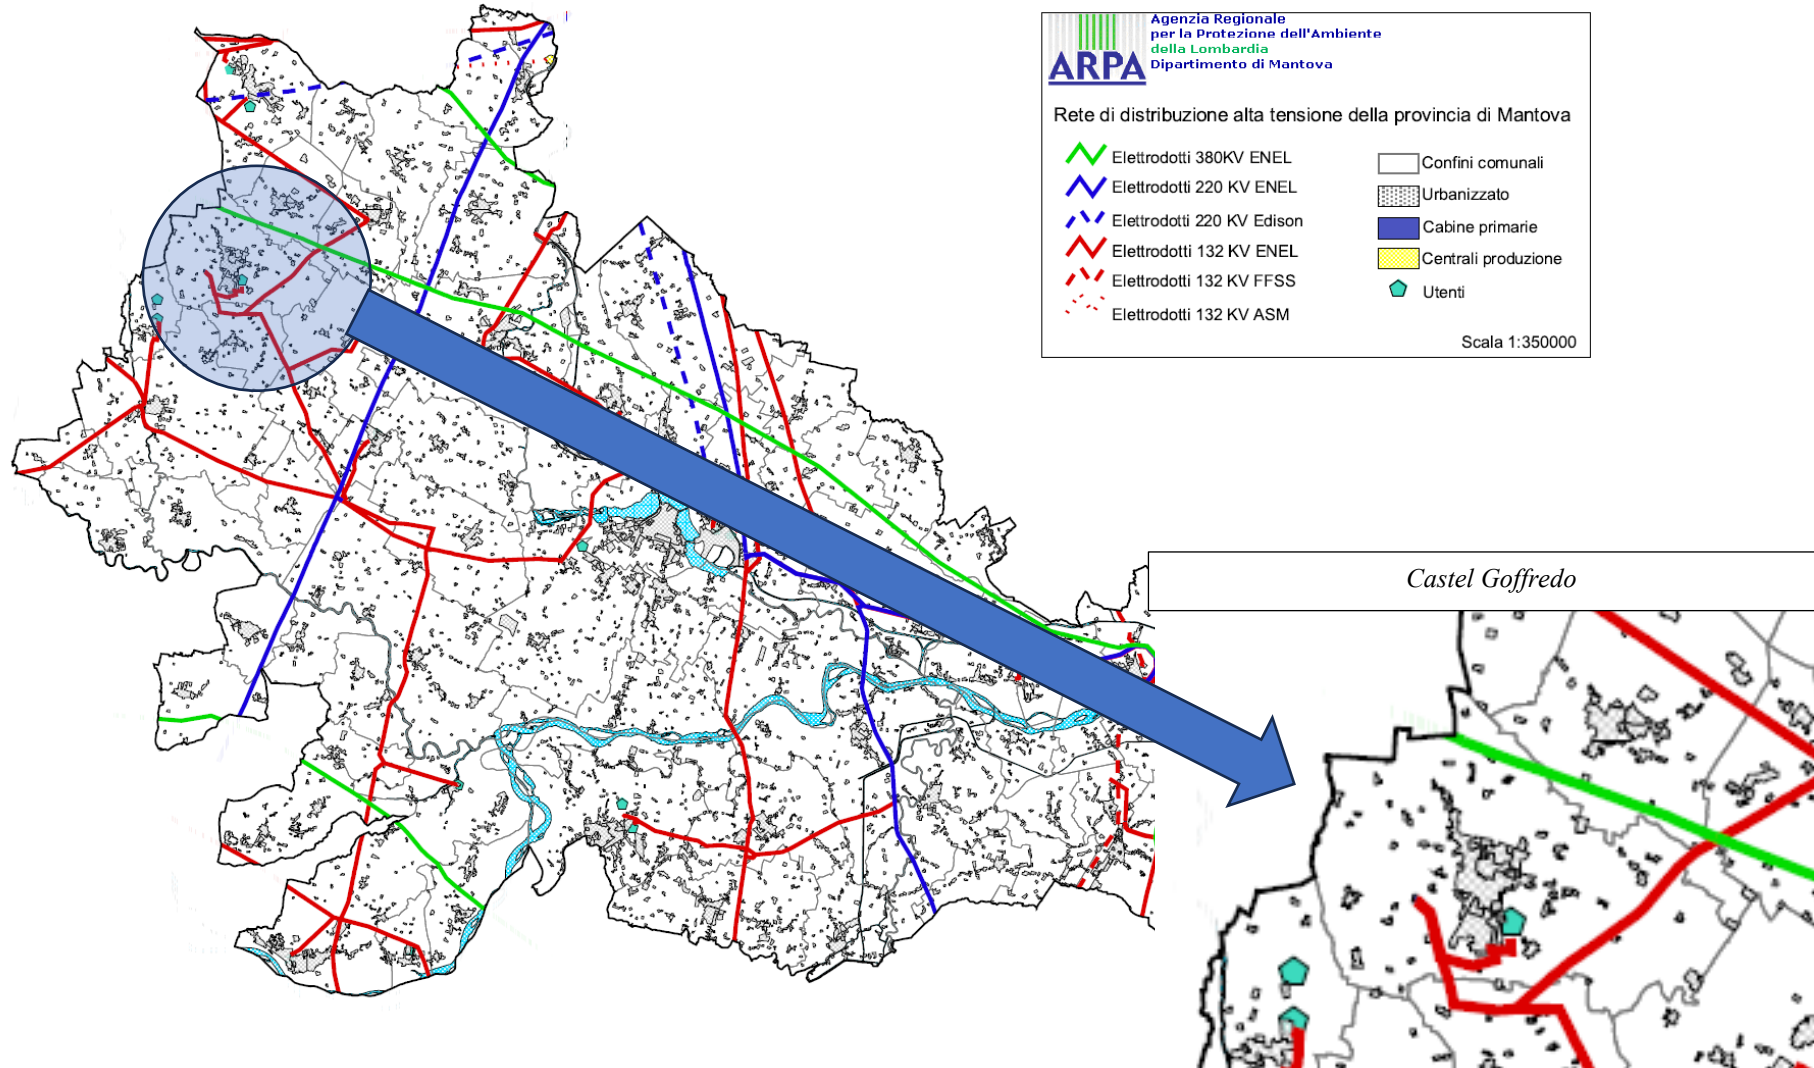 Agenzia Regionale
per la Protezione dell'Ambiente
della Lombardia
Dipartimento di Mantova
ARPA
Rete di distribuzione alta tensione della provincia di Mantova
Elettrodotti 380KV ENEL
Elettrodotti 220 KV ENEL
Elettrodotti 220 KV Edison
Elettrodotti 132 KV ENEL
Elettrodotti 132 KV FFSS
Elettrodotti 132 KV ASM
Confini comunali
Urbanizzato
Cabine primarie
Centrali produzione
Utenti
Scala 1:350000
Castel Goffredo